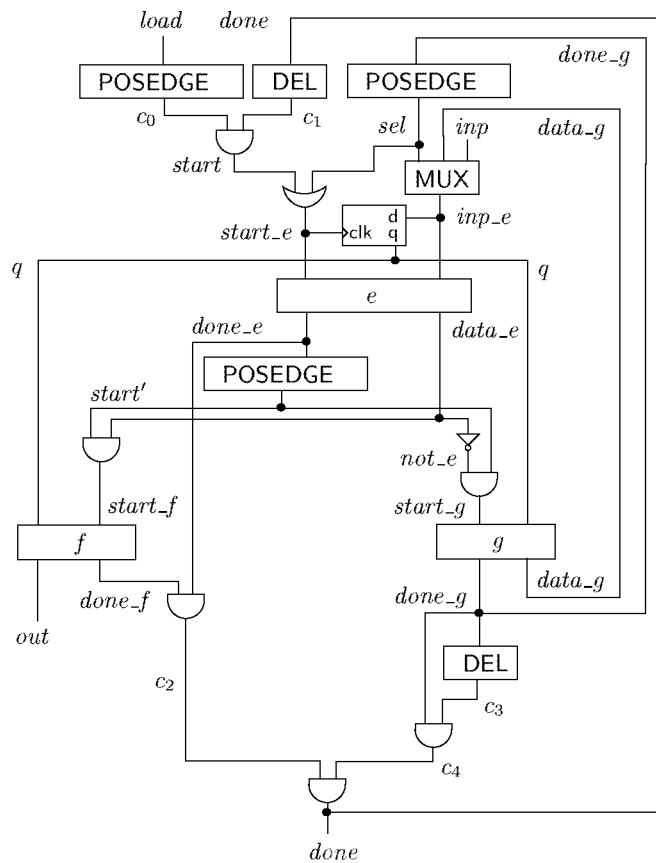 load done
done_g
POSEDGE DEL POSEDGE
c₀ c₁ sel inp data_g
start MUX
start_e clk d q inp_e
q q
e
done_e data_e
POSEDGE
start′
not_e
start_f start_g
f g
done_f done_g data_g
out
DEL
c₂ c₃
c₄
done